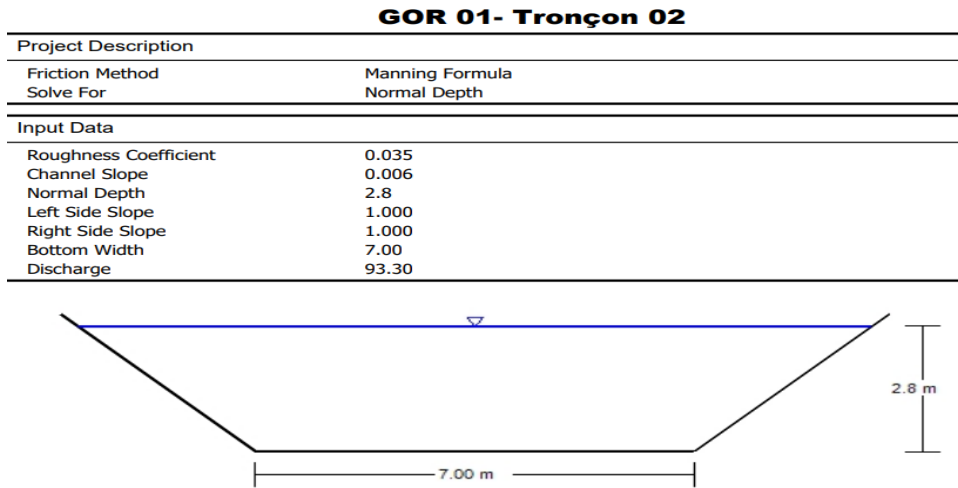 GOR 01- Tronçon 02
Project Description
Friction Method Manning Formula
Solve For Normal Depth
Input Data
Roughness Coefficient 0.035
Channel Slope 0.006
Normal Depth 2.8
Left Side Slope 1.000
Right Side Slope 1.000
Bottom Width 7.00
Discharge 93.30
2.8 m
7.00 m